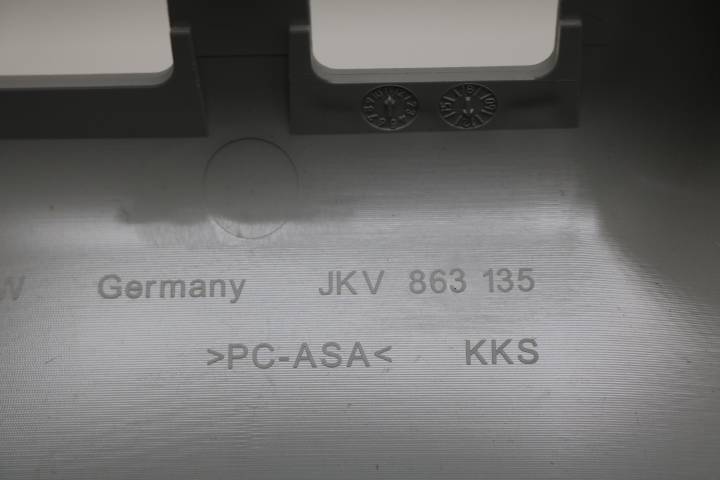 Germany JKV 863 135
>PC-ASA< KKS